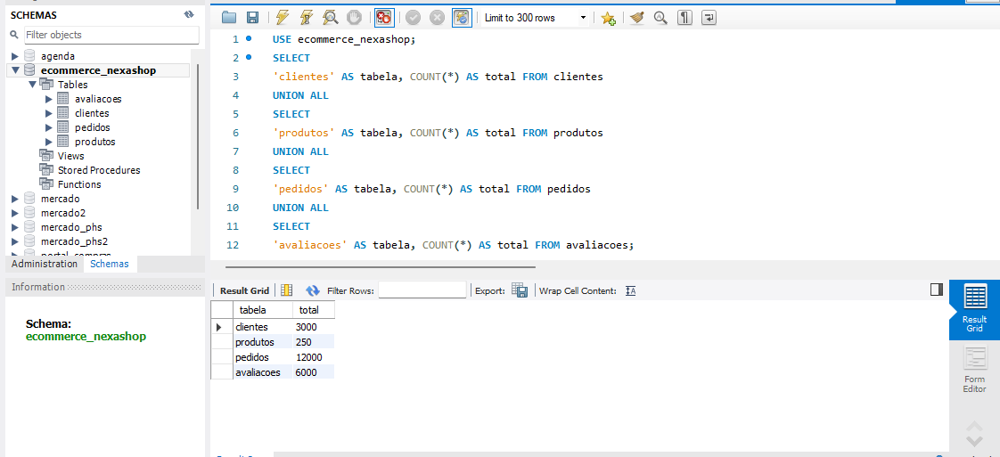 SCHEMAS
Filter objects
agenda
ecommerce_nexashop
Tables
avaliacoes
clientes
pedidos
produtos
Views
Stored Procedures
Functions
mercado
mercado2
mercado_phs
mercado_phs2
portal_compras
Administration Schemas
Information
Schema:
ecommerce_nexashop
Limit to 300 rows
1 USE ecommerce_nexashop;
2 SELECT
3 'clientes' AS tabela, COUNT(*) AS total FROM clientes
4 UNION ALL
5 SELECT
6 'produtos' AS tabela, COUNT(*) AS total FROM produtos
7 UNION ALL
8 SELECT
9 'pedidos' AS tabela, COUNT(*) AS total FROM pedidos
10 UNION ALL
11 SELECT
12 'avaliacoes' AS tabela, COUNT(*) AS total FROM avaliacoes;
Result Grid Filter Rows: Export: Wrap Cell Content:
tabela total
clientes 3000
produtos 250
pedidos 12000
avaliacoes 6000
Result
Grid
Form
Editor